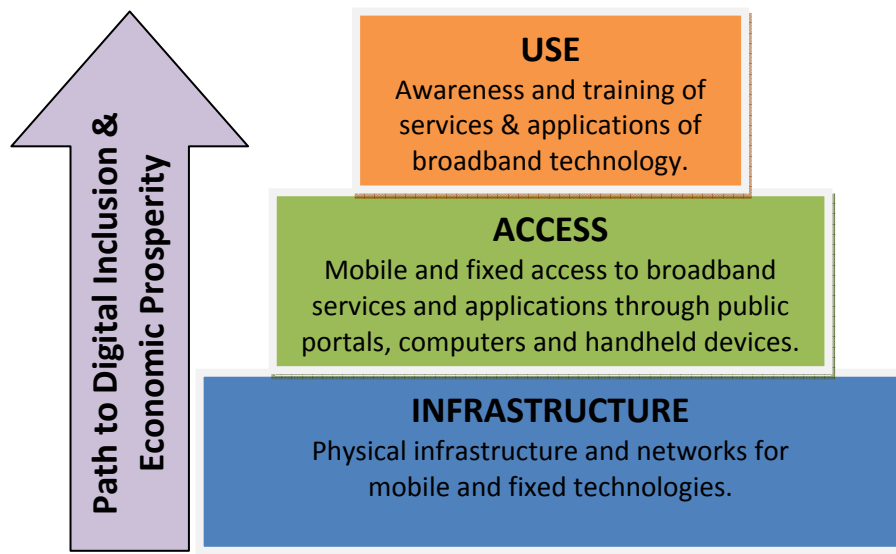 Path to Digital Inclusion &
Economic Prosperity
USE
Awareness and training of
services & applications of
broadband technology.
ACCESS
Mobile and fixed access to broadband
services and applications through public
portals, computers and handheld devices.
INFRASTRUCTURE
Physical infrastructure and networks for
mobile and fixed technologies.